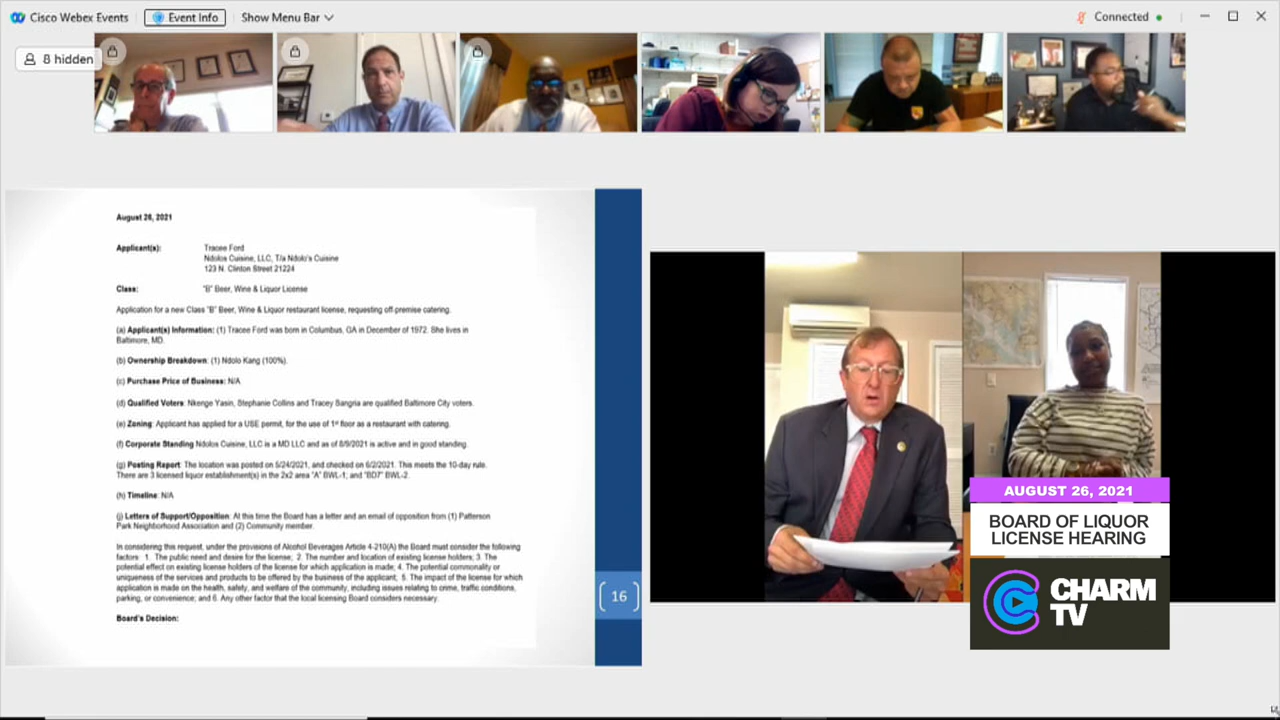 Cisco Webex Events
Event Info
Show Menu Bar
Connected
8 hidden
August 26, 2021
Applicant(s): Tracee Ford
Ndolos Cuisine, LLC, T/a Ndolo's Cuisine
123 N. Clinton Street 21224
Class: "B" Beer, Wine & Liquor License
Application for a new Class "B" Beer, Wine & Liquor restaurant license, requesting off-premise catering.
(a) Applicant(s) Information: (1) Tracee Ford was born in Columbus, GA in December of 1972. She lives in
Baltimore, MD.
(b) Ownership Breakdown: (1) Ndolo Kang (100%).
(c) Purchase Price of Business: N/A
(d) Qualified Voters: Nkenge Yasin, Stephanie Collins and Tracey Sangria are qualified Baltimore City voters.
(e) Zoning: Applicant has applied for a USE permit, for the use of 1st floor as a restaurant with catering.
(f) Corporate Standing Ndolos Cuisine, LLC is a MD LLC and as of 8/9/2021 is active and in good standing.
(g) Posting Report: The location was posted on 5/24/2021, and checked on 6/2/2021. This meets the 10-day rule.
There are 3 licensed liquor establishment(s) in the 2x2 area "A" BWL-1; and "BD7" BWL-2.
(h) Timeline: N/A
(j) Letters of Support/Opposition: At this time the Board has a letter and an email of opposition from (1) Patterson
Park Neighborhood Association and (2) Community member.
In considering this request, under the provisions of Alcohol Beverages Article 4-210(A) the Board must consider the following
factors: 1. The public need and desire for the license; 2. The number and location of existing license holders; 3. The
potential effect on existing license holders of the license for which application is made; 4. The potential commonality or
uniqueness of the services and products to be offered by the business of the applicant; 5. The impact of the license for which
application is made on the health, safety, and welfare of the community, including issues relating to crime, traffic conditions,
parking, or convenience; and 6. Any other factor that the local licensing Board considers necessary.
Board's Decision:
16
AUGUST 26, 2021
BOARD OF LIQUOR
LICENSE HEARING
CHARM
TV